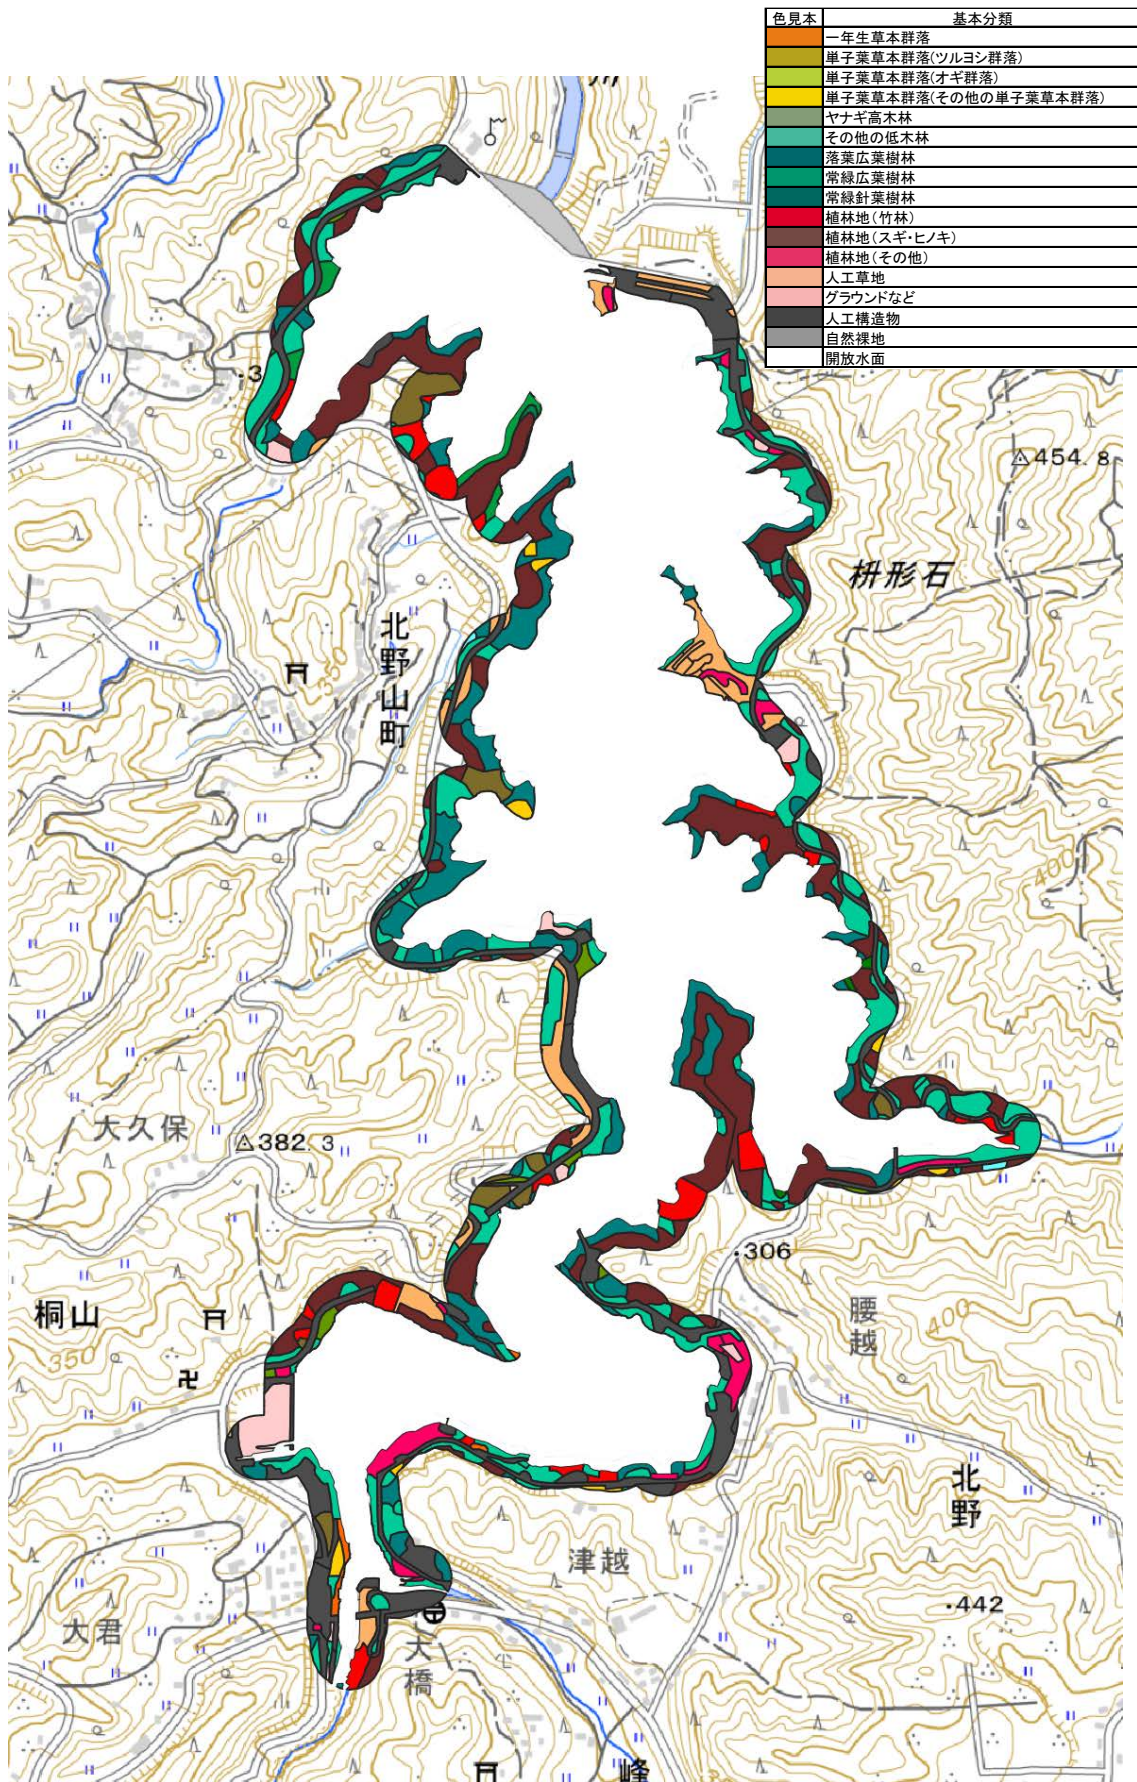 色見本 基本分類
一年生草本群落
単子葉草本群落(ツルヨシ群落)
単子葉草本群落(オギ群落)
単子葉草本群落(その他の単子葉草本群落)
ヤナギ高木林
その他の低木林
落葉広葉樹林
常緑広葉樹林
常緑針葉樹林
植林地(竹林)
植林地(スギ・ヒノキ)
植林地(その他)
人工草地
グラウンドなど
人工構造物
自然裸地
開放水面
・3
454.8
枡形石
北野山町
350
400
大久保
382.3
・306
桐山
腰越
400
350
北野
津越
・442
大君
大橋
峰